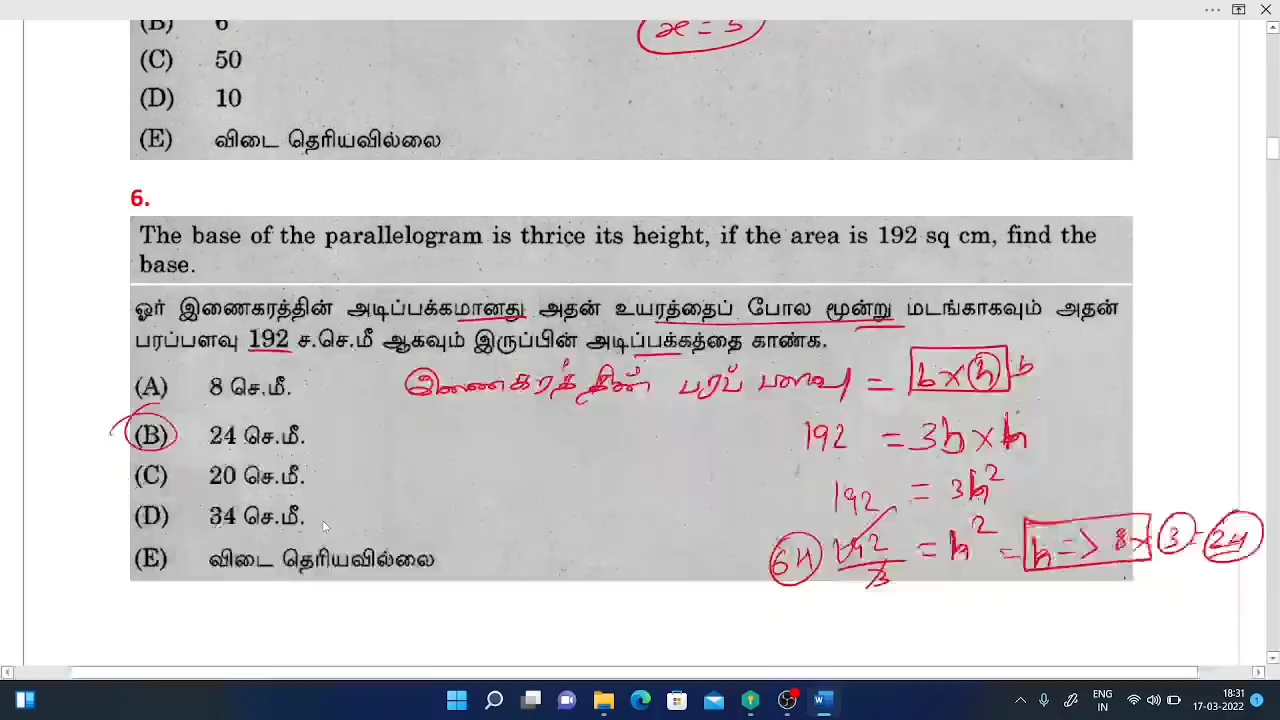 x = 5
(B) 6
(C) 50
(D) 10
(E) விடை தெரியவில்லை
6.
The base of the parallelogram is thrice its height, if the area is 192 sq cm, find the
base.
ஓர் இணைகரத்தின் அடிப்பக்கமானது அதன் உயரத்தைப் போல மூன்று மடங்காகவும் அதன்
பரப்பளவு 192 ச.செ.மீ ஆகவும் இருப்பின் அடிப்பக்கத்தை காண்க.
இணைகரத்தின் பரப்பளவு = b x h
(A) 8 செ.மீ.
(B) 24 செ.மீ. 192 = 3h x h
(C) 20 செ.மீ. 192 = 3h²
(D) 34 செ.மீ.
64 192/3 = h² = h => 8 x 3 = 24
(E) விடை தெரியவில்லை
ENG
IN
18:31
17-03-2022